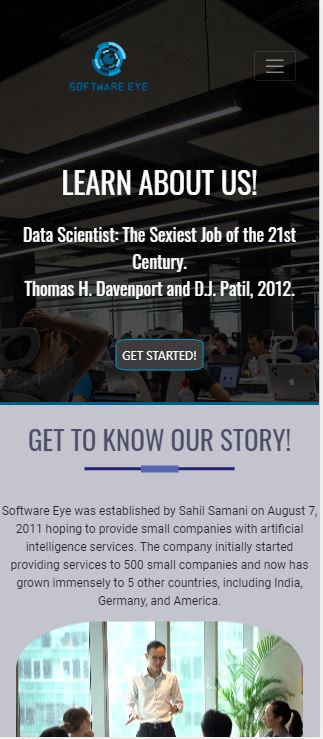 SOFTWARE EYE
LEARN ABOUT US!
Data Scientist: The Sexiest Job of the 21st
Century.
Thomas H. Davenport and D.J. Patil, 2012.
GET STARTED!
GET TO KNOW OUR STORY!
Software Eye was established by Sahil Samani on August 7,
2011 hoping to provide small companies with artificial
intelligence services. The company initially started
providing services to 500 small companies and now has
grown immensely to 5 other countries, including India,
Germany, and America.